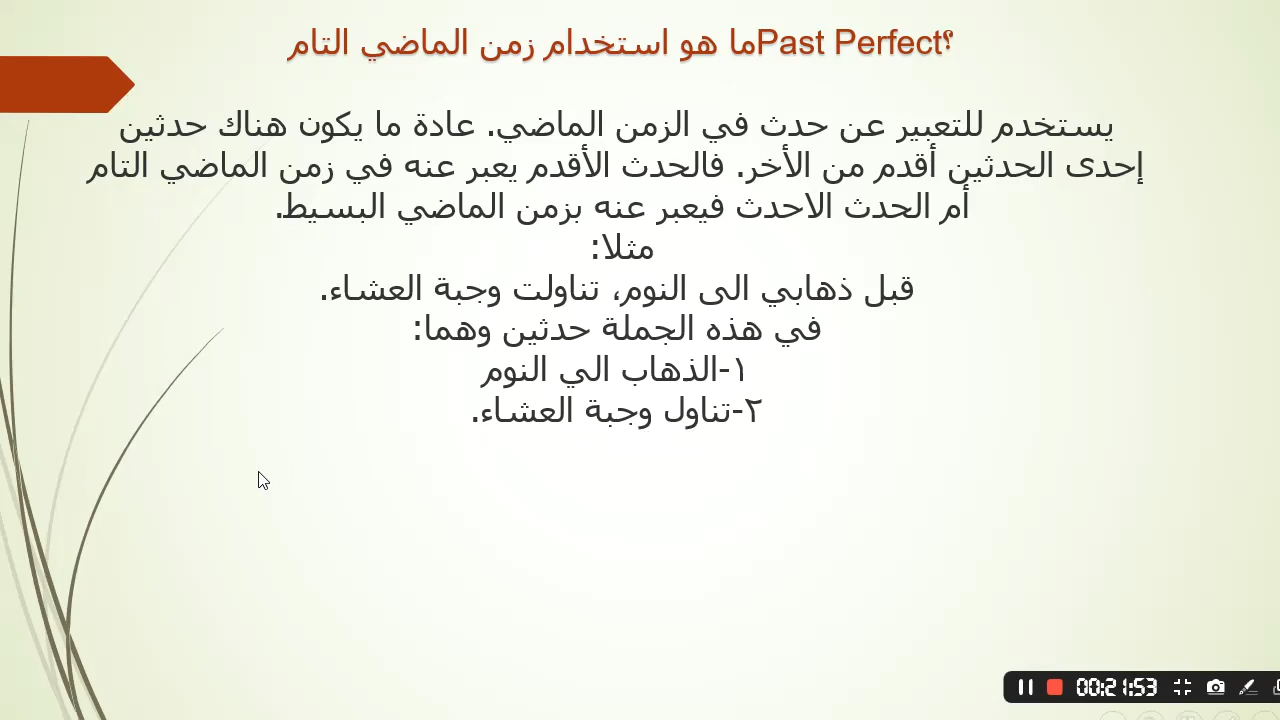 ما هو استخدام زمن الماضي التام Past Perfect؟
يستخدم للتعبير عن حدث في الزمن الماضي. عادة ما يكون هناك حدثين
إحدى الحدثين أقدم من الأخر. فالحدث الأقدم يعبر عنه في زمن الماضي التام
أم الحدث الاحدث فيعبر عنه بزمن الماضي البسيط.
مثلا:
قبل ذهابي الى النوم، تناولت وجبة العشاء.
في هذه الجملة حدثين وهما:
١-الذهاب الي النوم
٢-تناول وجبة العشاء.
00:21:53